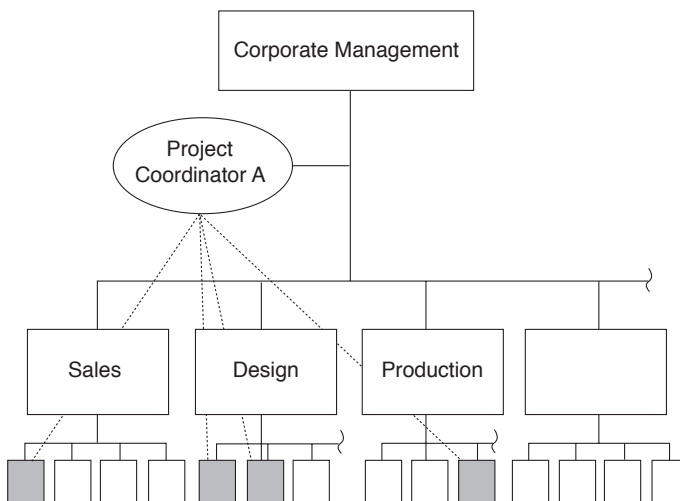 Corporate Management
Project
Coordinator A
Sales
Design
Production